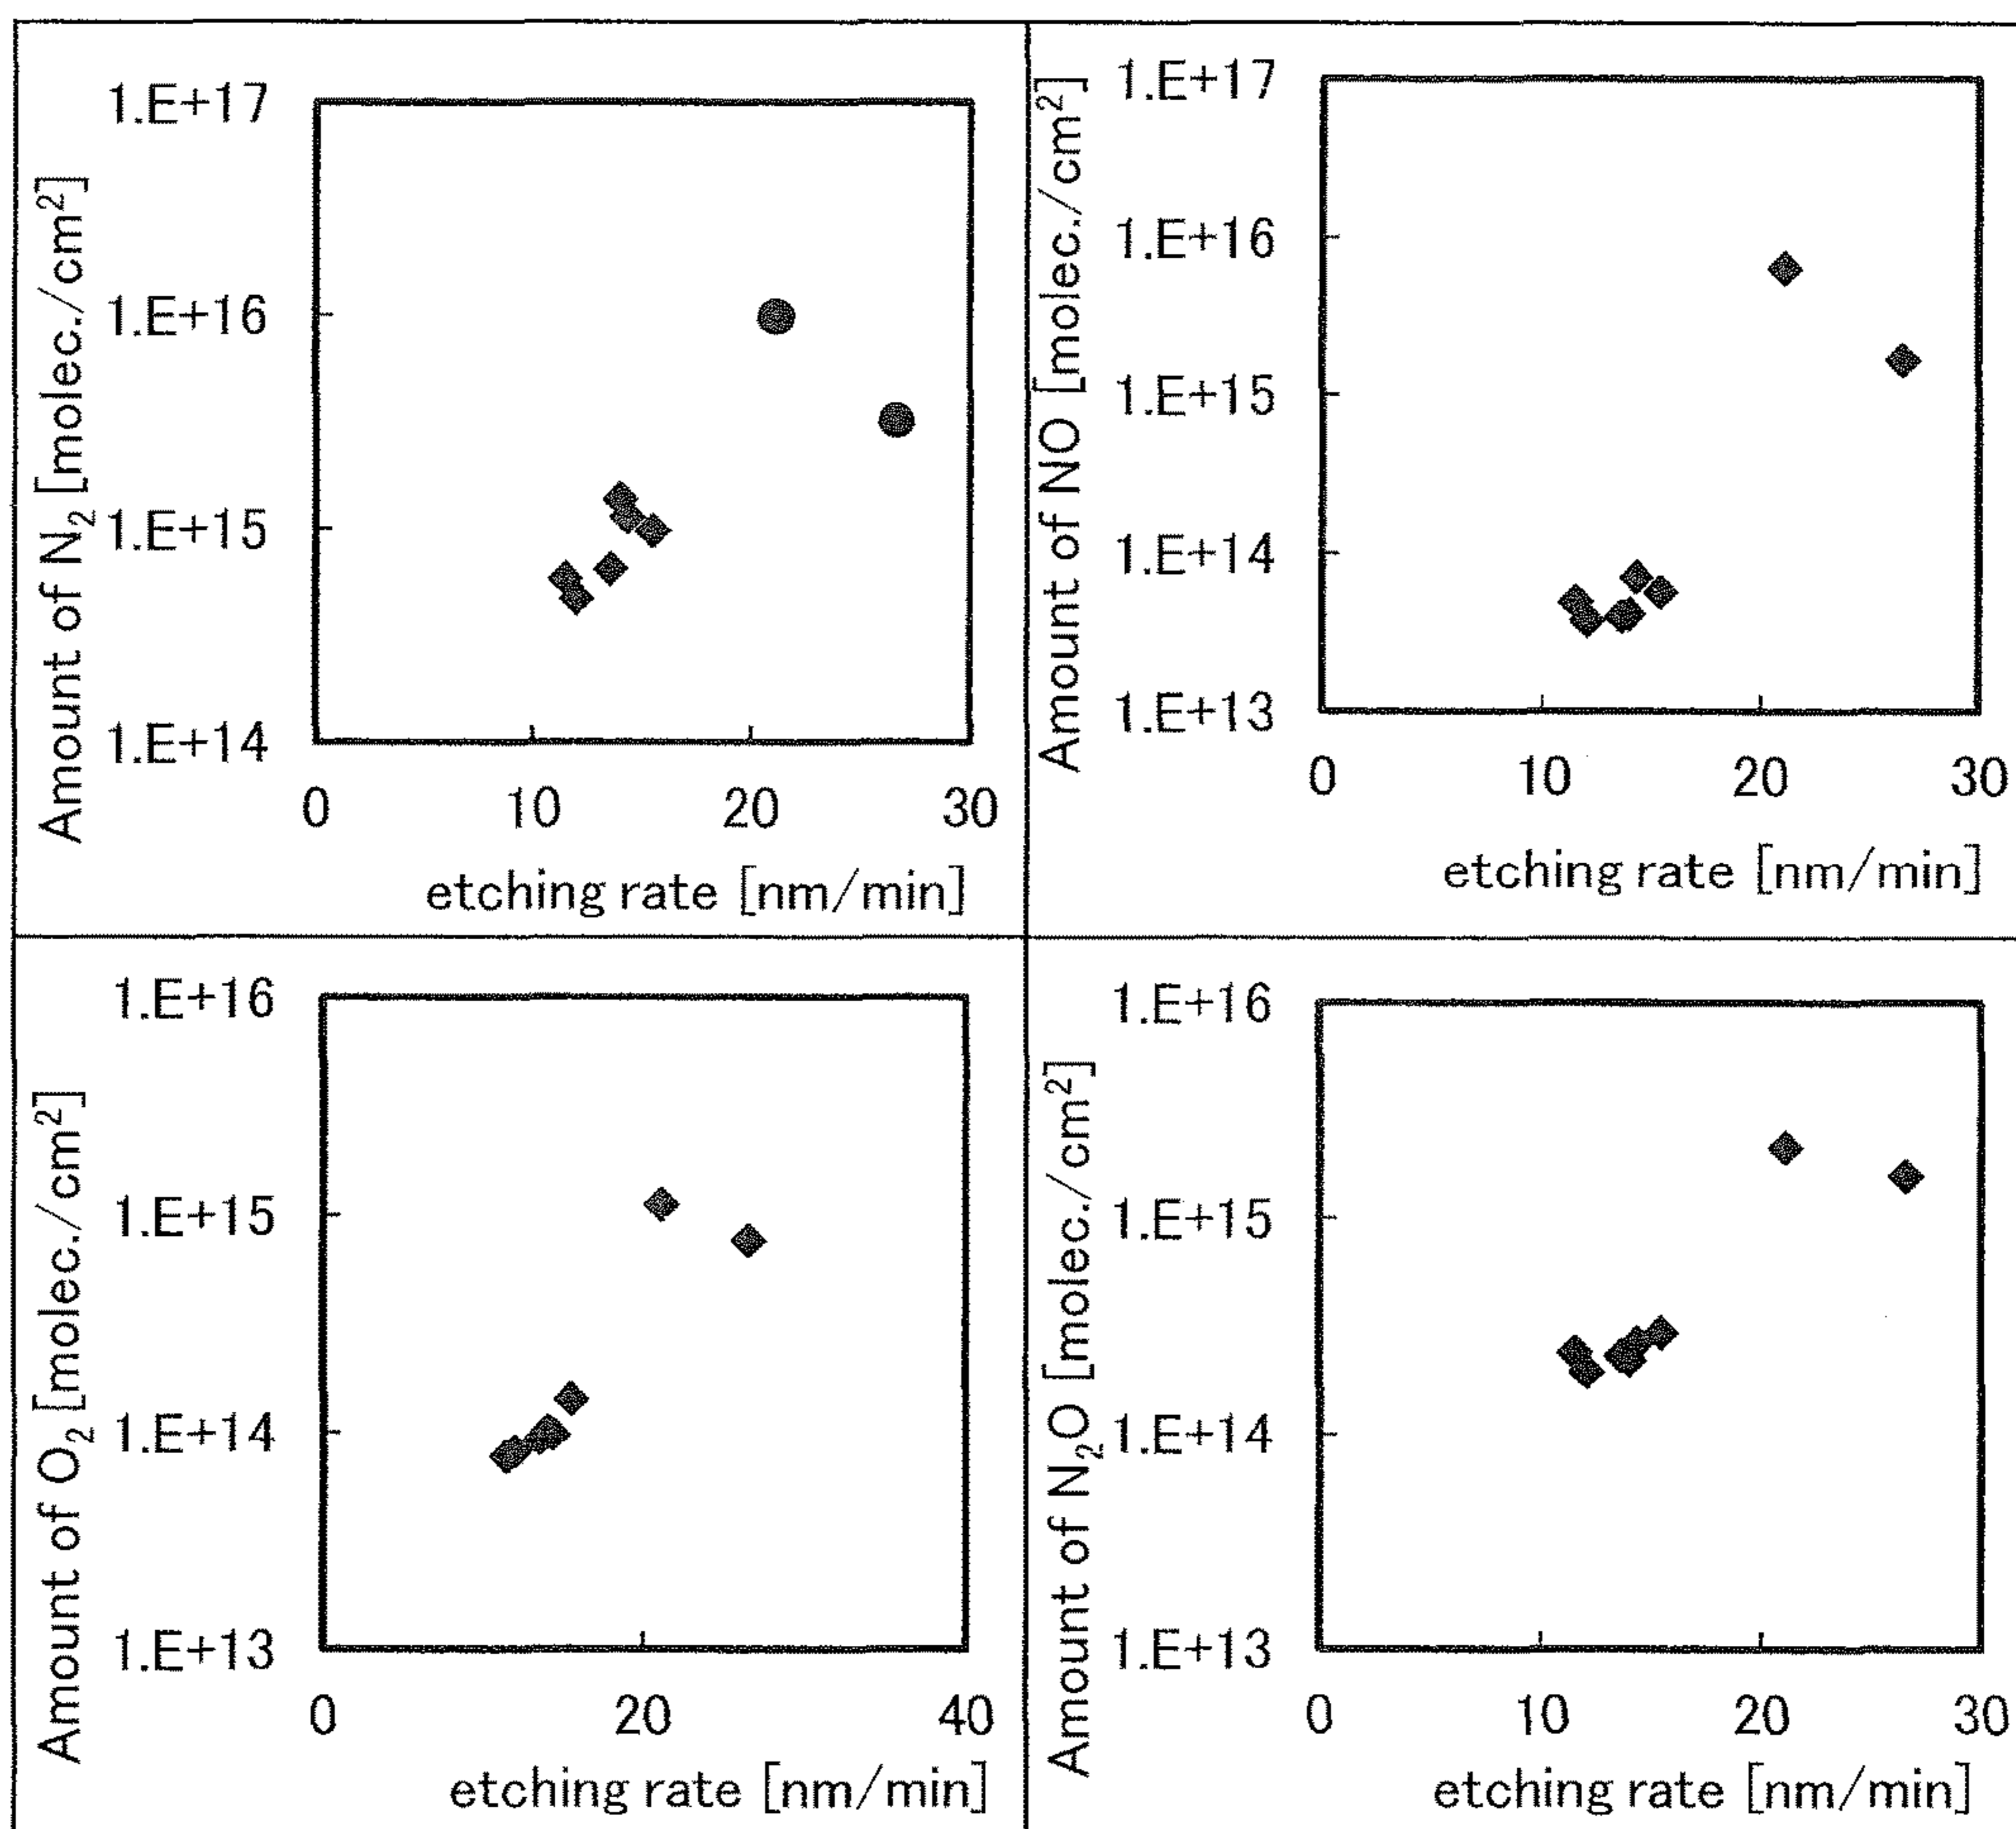 Amount of N₂ [molec./cm²]
1.E+17
1.E+16
1.E+15
1.E+14
0 10 20 30
etching rate [nm/min]
Amount of NO [molec./cm²]
1.E+17
1.E+16
1.E+15
1.E+14
1.E+13
0 10 20 30
etching rate [nm/min]
Amount of O₂ [molec./cm²]
1.E+16
1.E+15
1.E+14
1.E+13
0 20 40
etching rate [nm/min]
Amount of N₂O [molec./cm²]
1.E+16
1.E+15
1.E+14
1.E+13
0 10 20 30
etching rate [nm/min]